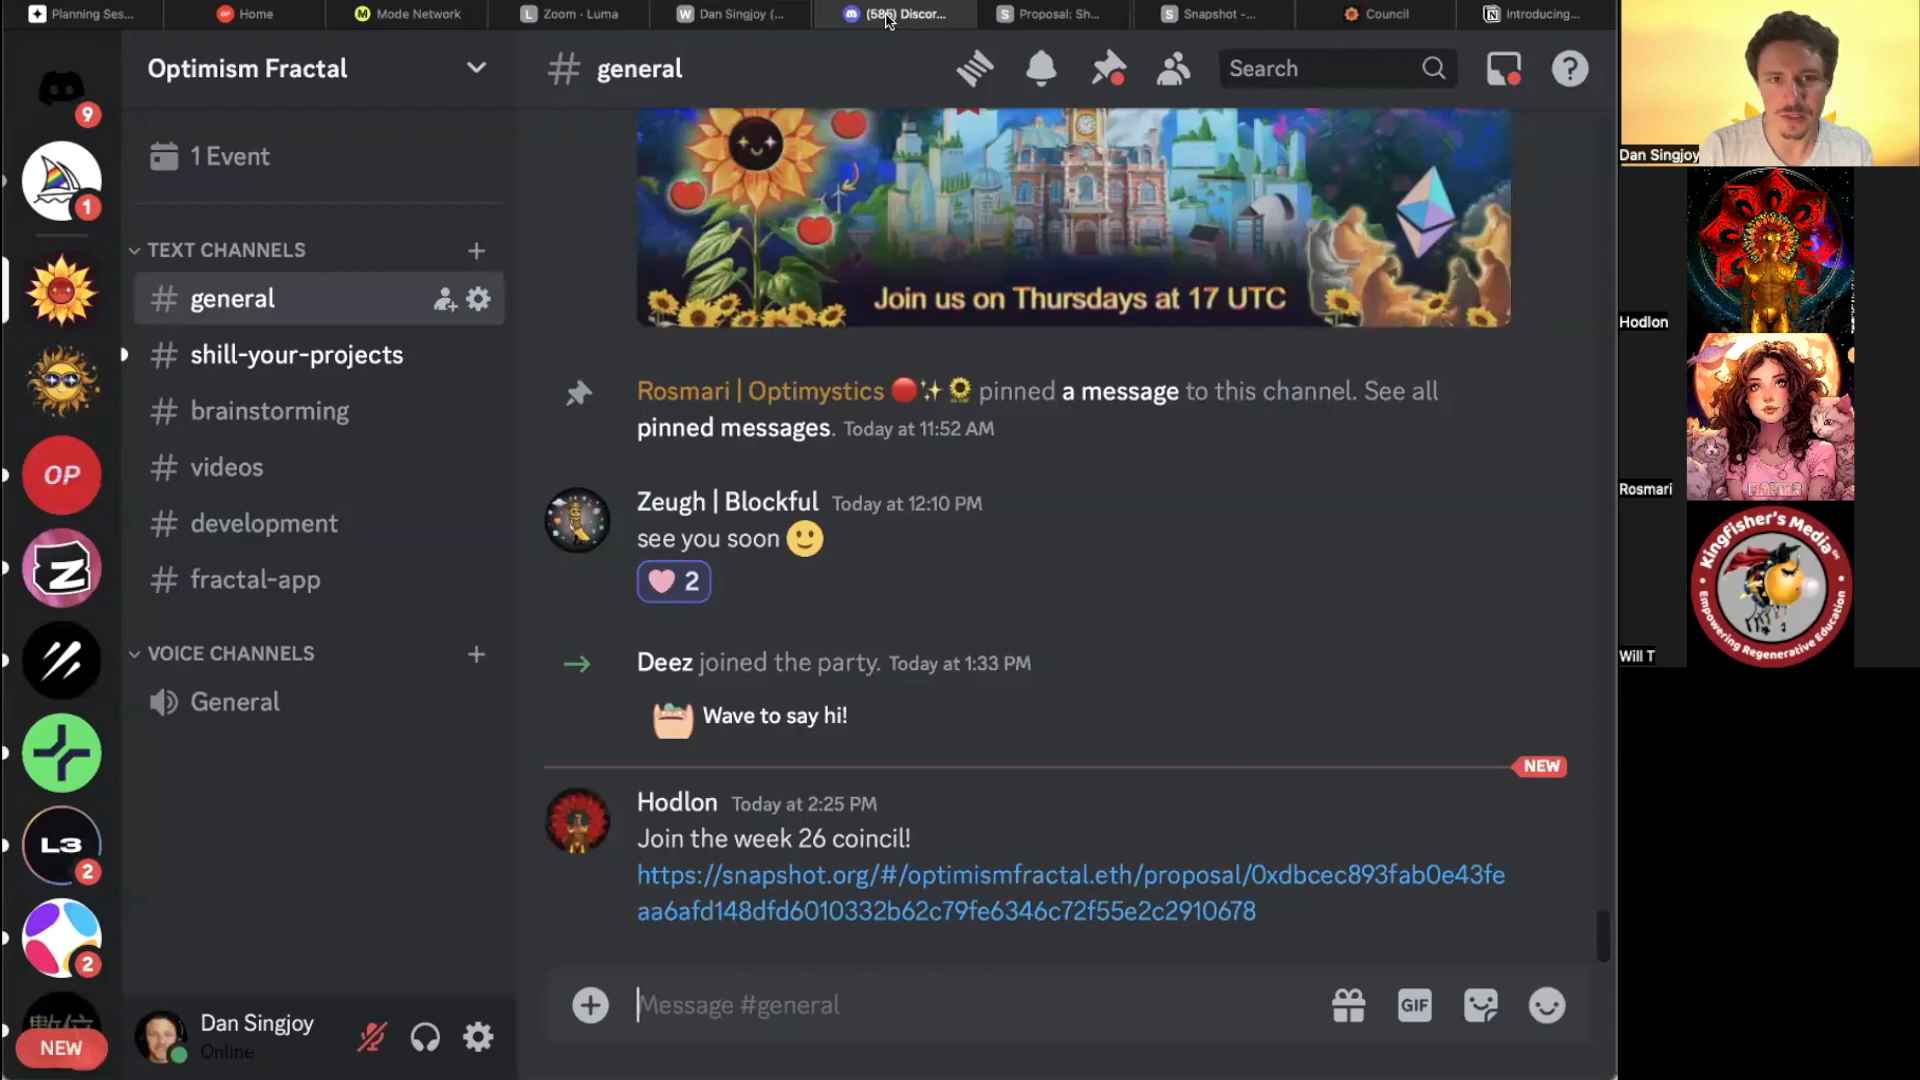 Planning Ses...
Home
Mode Network
Zoom - Luma
Dan Singjoy (...
(585) Discor...
Proposal: Sh...
Snapshot -...
Council
Introducing...
Optimism Fractal
general
Search
9
1 Event
1
TEXT CHANNELS
general
shill-your-projects
brainstorming
videos
development
fractal-app
VOICE CHANNELS
General
OP
L3
2
2
NEW
Dan Singjoy
Online
Join us on Thursdays at 17 UTC
Rosmari | Optimystics 🔴✨🌻 pinned a message to this channel. See all
pinned messages. Today at 11:52 AM
Zeugh | Blockful Today at 12:10 PM
see you soon 🙂
2
Deez joined the party. Today at 1:33 PM
Wave to say hi!
NEW
Hodlon Today at 2:25 PM
Join the week 26 coincil!
https://snapshot.org/#/optimismfractal.eth/proposal/0xdbcec893fab0e43fe
aa6afd148dfd6010332b62c79fe6346c72f55e2c2910678
Message #general
GIF
Dan Singjoy
Hodlon
Rosmari
Kingfisher's Media
Empowering Regenerative Education
Will T